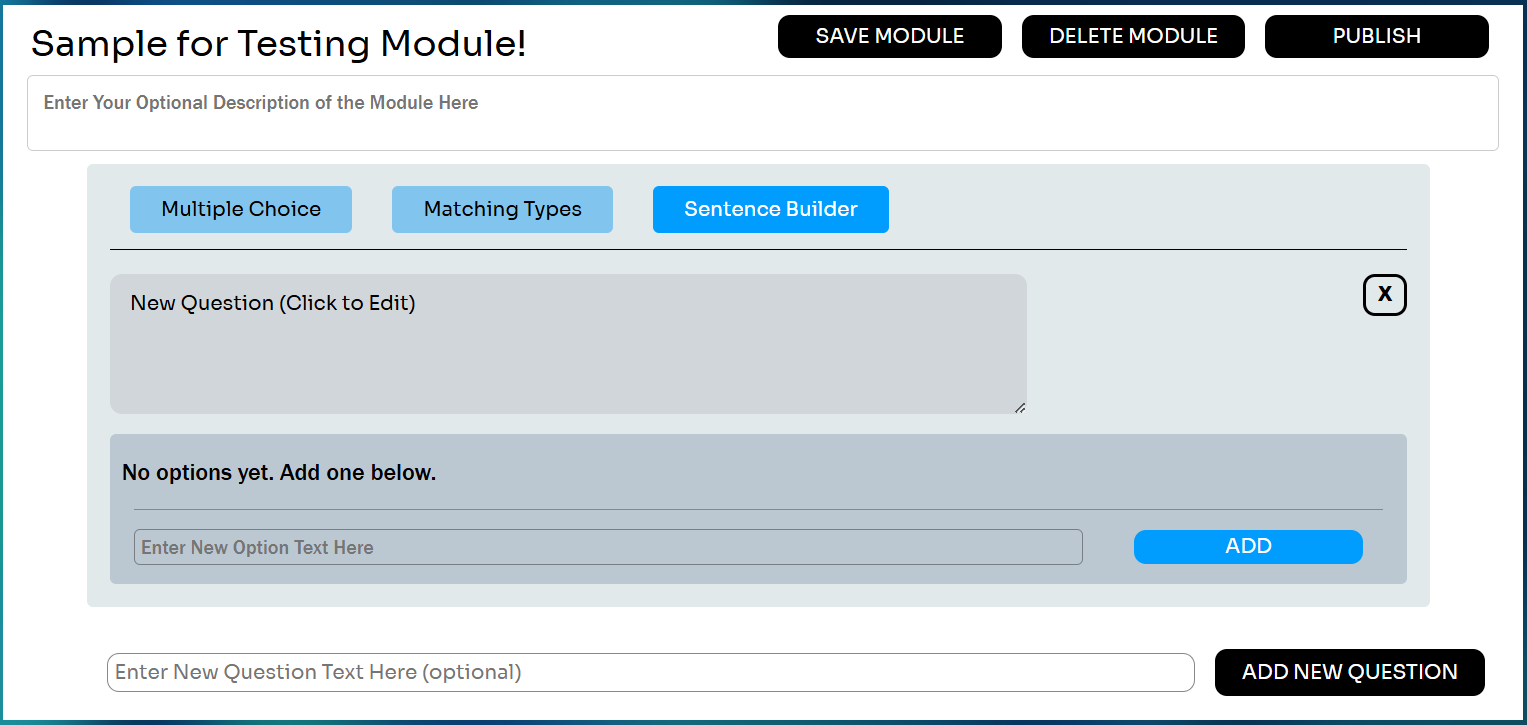 Sample for Testing Module!
SAVE MODULE
DELETE MODULE
PUBLISH
Enter Your Optional Description of the Module Here
Multiple Choice
Matching Types
Sentence Builder
New Question (Click to Edit)
X
No options yet. Add one below.
Enter New Option Text Here
ADD
Enter New Question Text Here (optional)
ADD NEW QUESTION